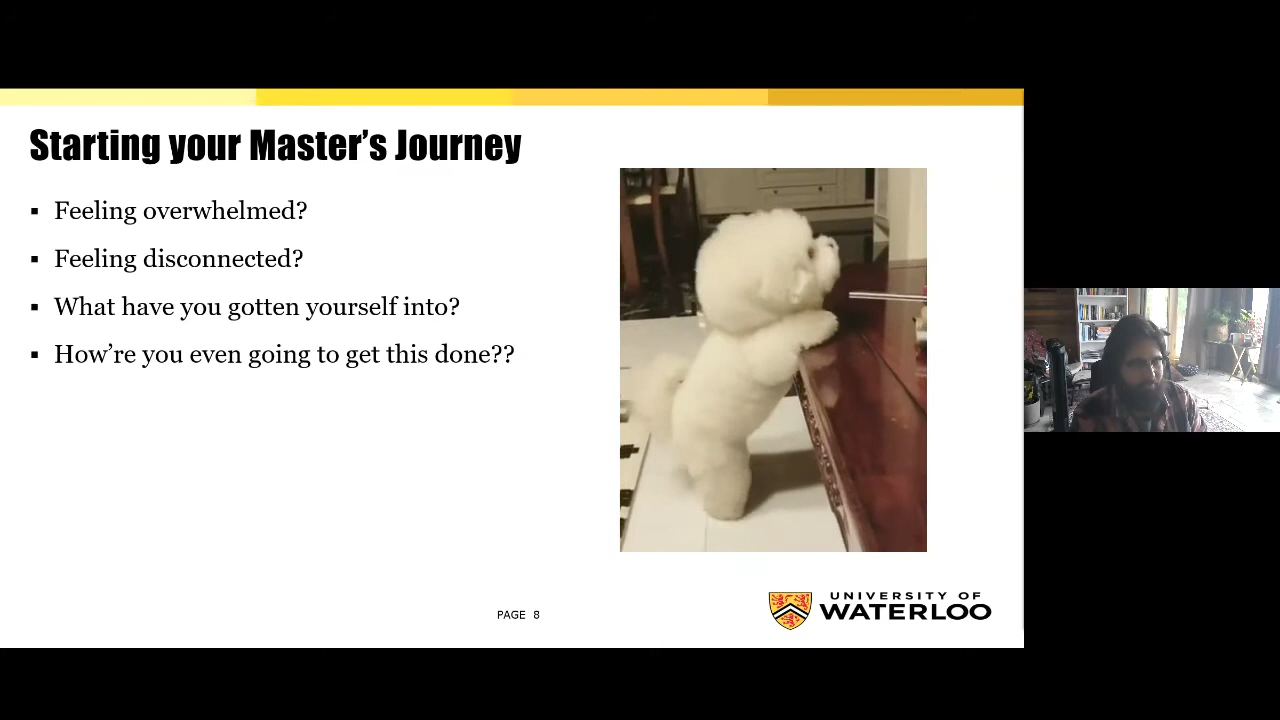 Starting your Master’s Journey
▪ Feeling overwhelmed?
▪ Feeling disconnected?
▪ What have you gotten yourself into?
▪ How’re you even going to get this done??
PAGE 8
UNIVERSITY OF
WATERLOO